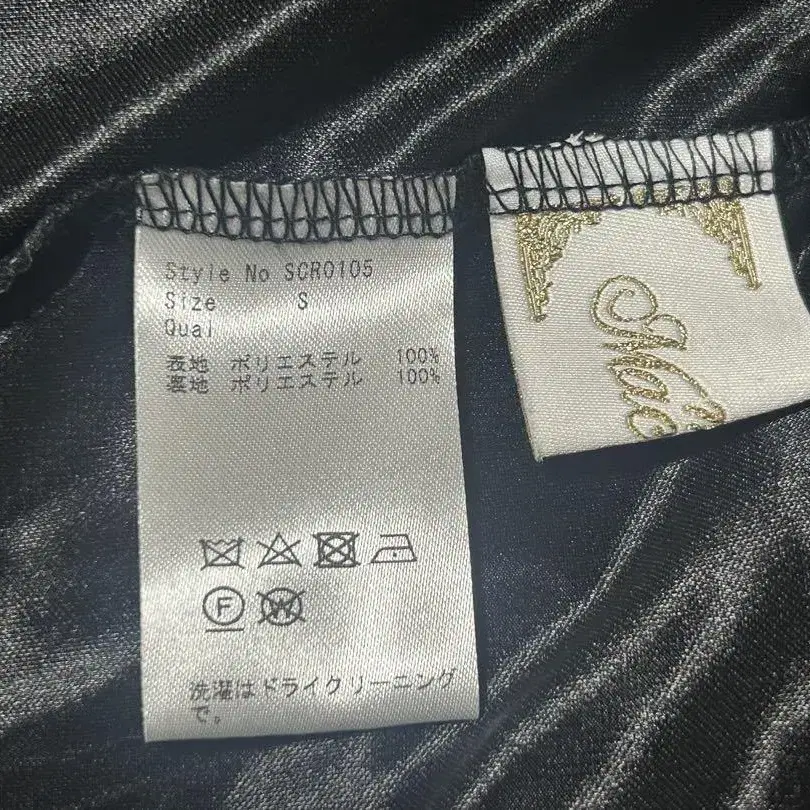 Style No SCR0105
Size S
Qual
表地 ポリエステル 100%
裏地 ポリエステル 100%
F
W
洗濯はドライクリーニング
で。